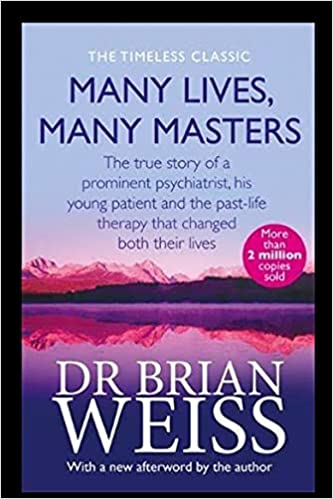 THE TIMELESS CLASSIC
MANY LIVES,
MANY MASTERS
The true story of a
prominent psychiatrist, his
young patient and the past-life
therapy that changed
both their lives
More
than
2 million
copies
sold
DR BRIAN
WEISS
With a new afterword by the author